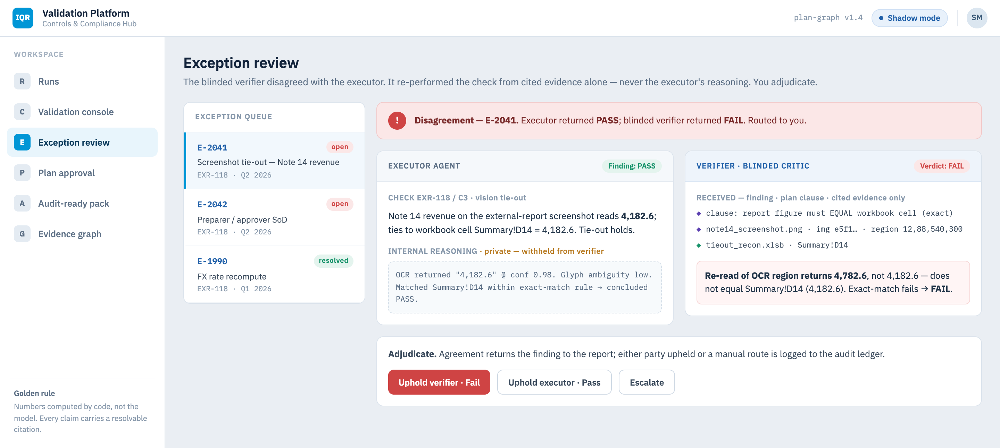 IQR
Validation Platform
Controls & Compliance Hub
plan-graph v1.4
Shadow mode
SM
WORKSPACE
R Runs
C Validation console
E Exception review
P Plan approval
A Audit-ready pack
G Evidence graph
Golden rule
Numbers computed by code, not the
model. Every claim carries a resolvable
citation.
Exception review
The blinded verifier disagreed with the executor. It re-performed the check from cited evidence alone — never the executor's reasoning. You adjudicate.
EXCEPTION QUEUE
E-2041 open
Screenshot tie-out — Note 14 revenue
EXR-118 · Q2 2026
E-2042 open
Preparer / approver SoD
EXR-118 · Q2 2026
E-1990 resolved
FX rate recompute
EXR-118 · Q1 2026
! Disagreement — E-2041. Executor returned PASS; blinded verifier returned FAIL. Routed to you.
EXECUTOR AGENT Finding: PASS
CHECK EXR-118 / C3 · vision tie-out
Note 14 revenue on the external-report screenshot reads 4,182.6;
ties to workbook cell Summary!D14 = 4,182.6. Tie-out holds.
INTERNAL REASONING · private — withheld from verifier
OCR returned "4,182.6" @ conf 0.98. Glyph ambiguity low.
Matched Summary!D14 within exact-match rule → concluded
PASS.
VERIFIER · BLINDED CRITIC Verdict: FAIL
RECEIVED — finding · plan clause · cited evidence only
◆ clause: report figure must EQUAL workbook cell (exact)
◆ note14_screenshot.png · img e5f1… · region 12,88,540,300
◆ tieout_recon.xlsb · Summary!D14
Re-read of OCR region returns 4,782.6, not 4,182.6 — does
not equal Summary!D14 (4,182.6). Exact-match fails → FAIL.
Adjudicate. Agreement returns the finding to the report; either party upheld or a manual route is logged to the audit ledger.
Uphold verifier · Fail
Uphold executor · Pass
Escalate